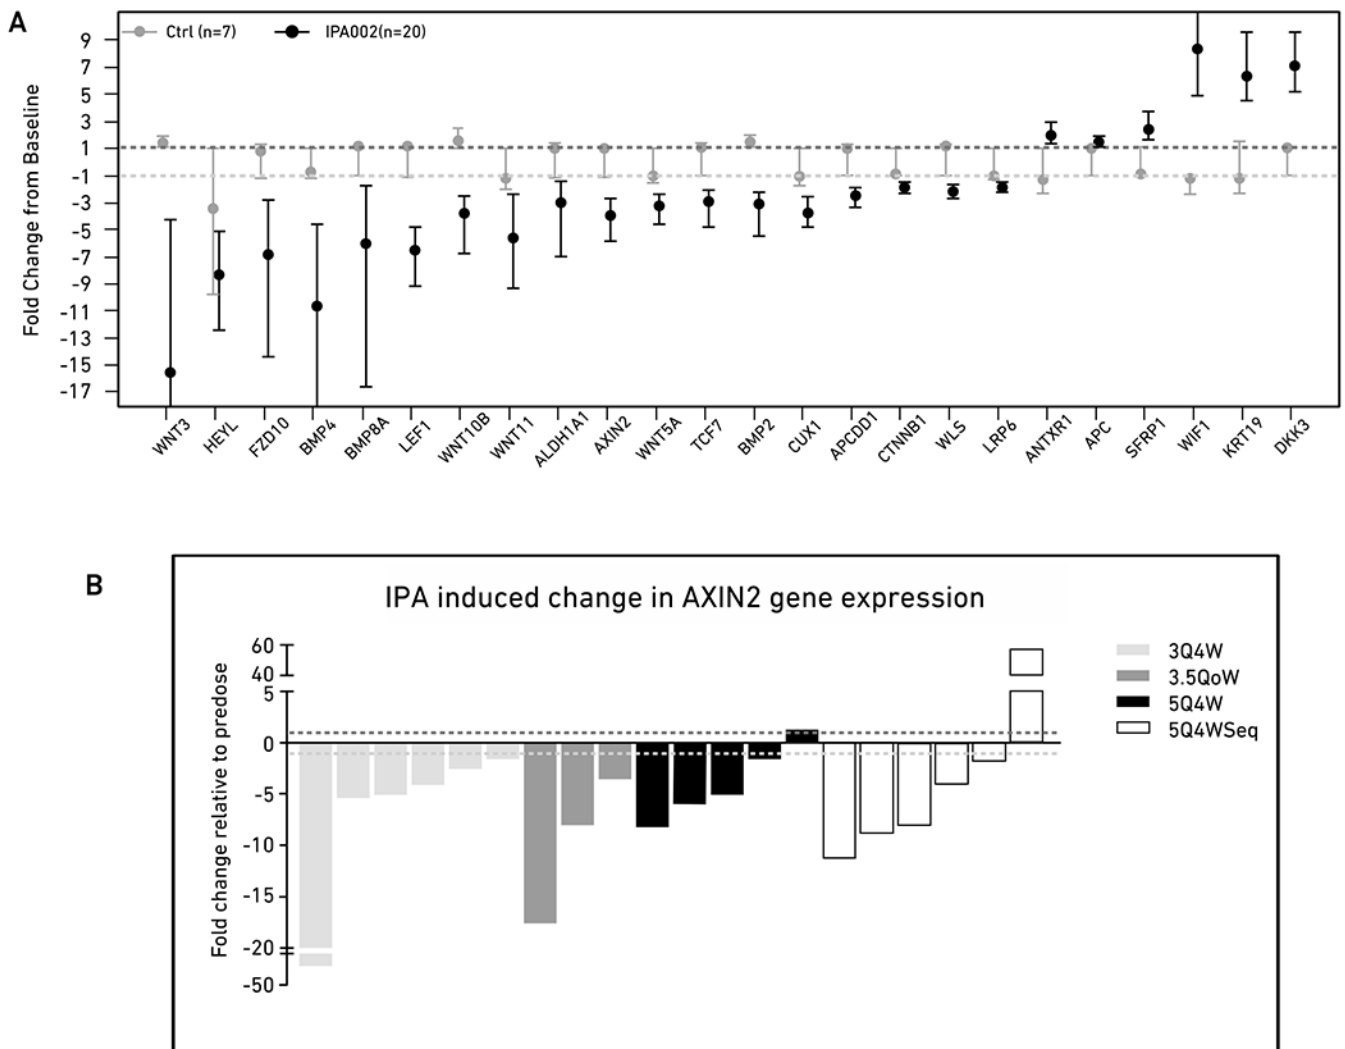 A
Ctrl (n=7)
IPA002(n=20)
Fold Change from Baseline
9
7
5
3
1
-1
-3
-5
-7
-9
-11
-13
-15
-17
WNT3
HEYL
FZD10
BMP4
BMP8A
LEF1
WNT10B
WNT11
ALDH1A1
AXIN2
WNT5A
TCF7
BMP2
CUX1
APCDD1
CTNNB1
WLS
LRP6
ANTXR1
APC
SFRP1
WIF1
KRT19
DKK3
B
IPA induced change in AXIN2 gene expression
Fold change relative to predose
60
40
5
0
-5
-10
-15
-20
-50
3Q4W
3.5QoW
5Q4W
5Q4WSeq